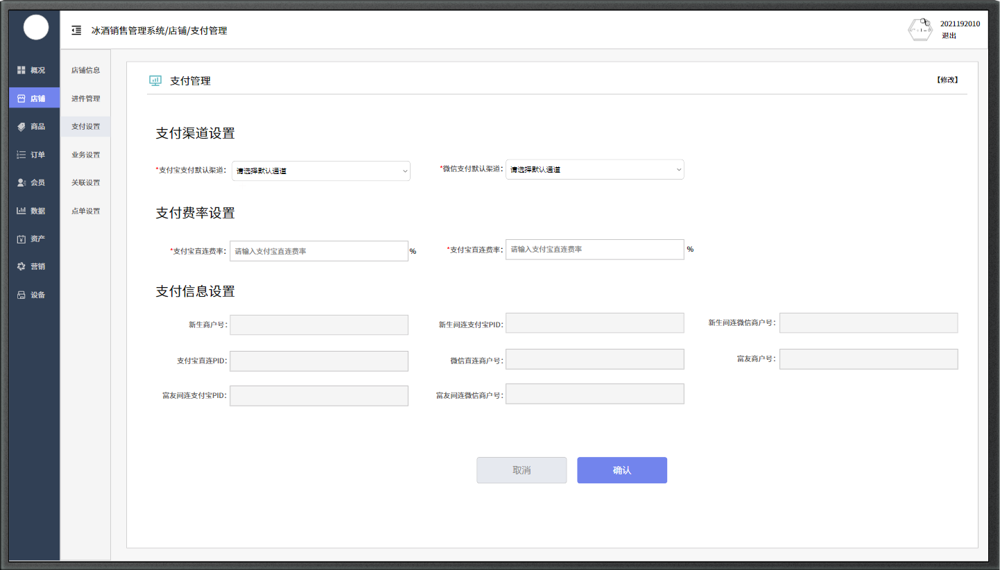 冰酒销售管理系统/店铺/支付管理
2021192010
退出
概况
店铺
商品
订单
会员
数据
资产
营销
设备
店铺信息
进件管理
支付设置
业务设置
关联设置
点单设置
支付管理
【修改】
支付渠道设置
*支付宝支付默认渠道： 请选择默认通道
*微信支付默认渠道： 请选择默认通道
支付费率设置
*支付宝直连费率： 请输入支付宝直连费率 %
*支付宝直连费率： 请输入支付宝直连费率 %
支付信息设置
新生商户号：
新生间连支付宝PID：
新生间连微信商户号：
支付宝直连PID：
微信直连商户号：
富友商户号：
富友间连支付宝PID：
富友间连微信商户号：
取消
确认